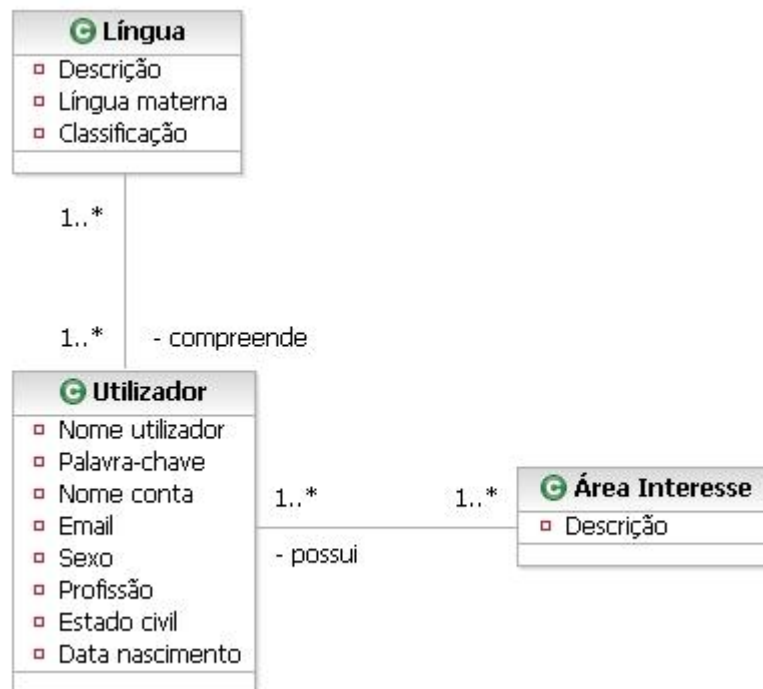 Língua
Descrição
Língua materna
Classificação
1..*
1..*
- compreende
Utilizador
Nome utilizador
Palavra-chave
Nome conta
Email
Sexo
Profissão
Estado civil
Data nascimento
1..*
1..*
- possui
Área Interesse
Descrição